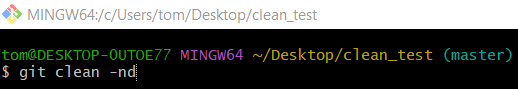 MINGW64:/c/Users/tom/Desktop/clean_test
tom@DESKTOP-OUTOE77 MINGW64 ~/Desktop/clean_test (master)
$ git clean -nd